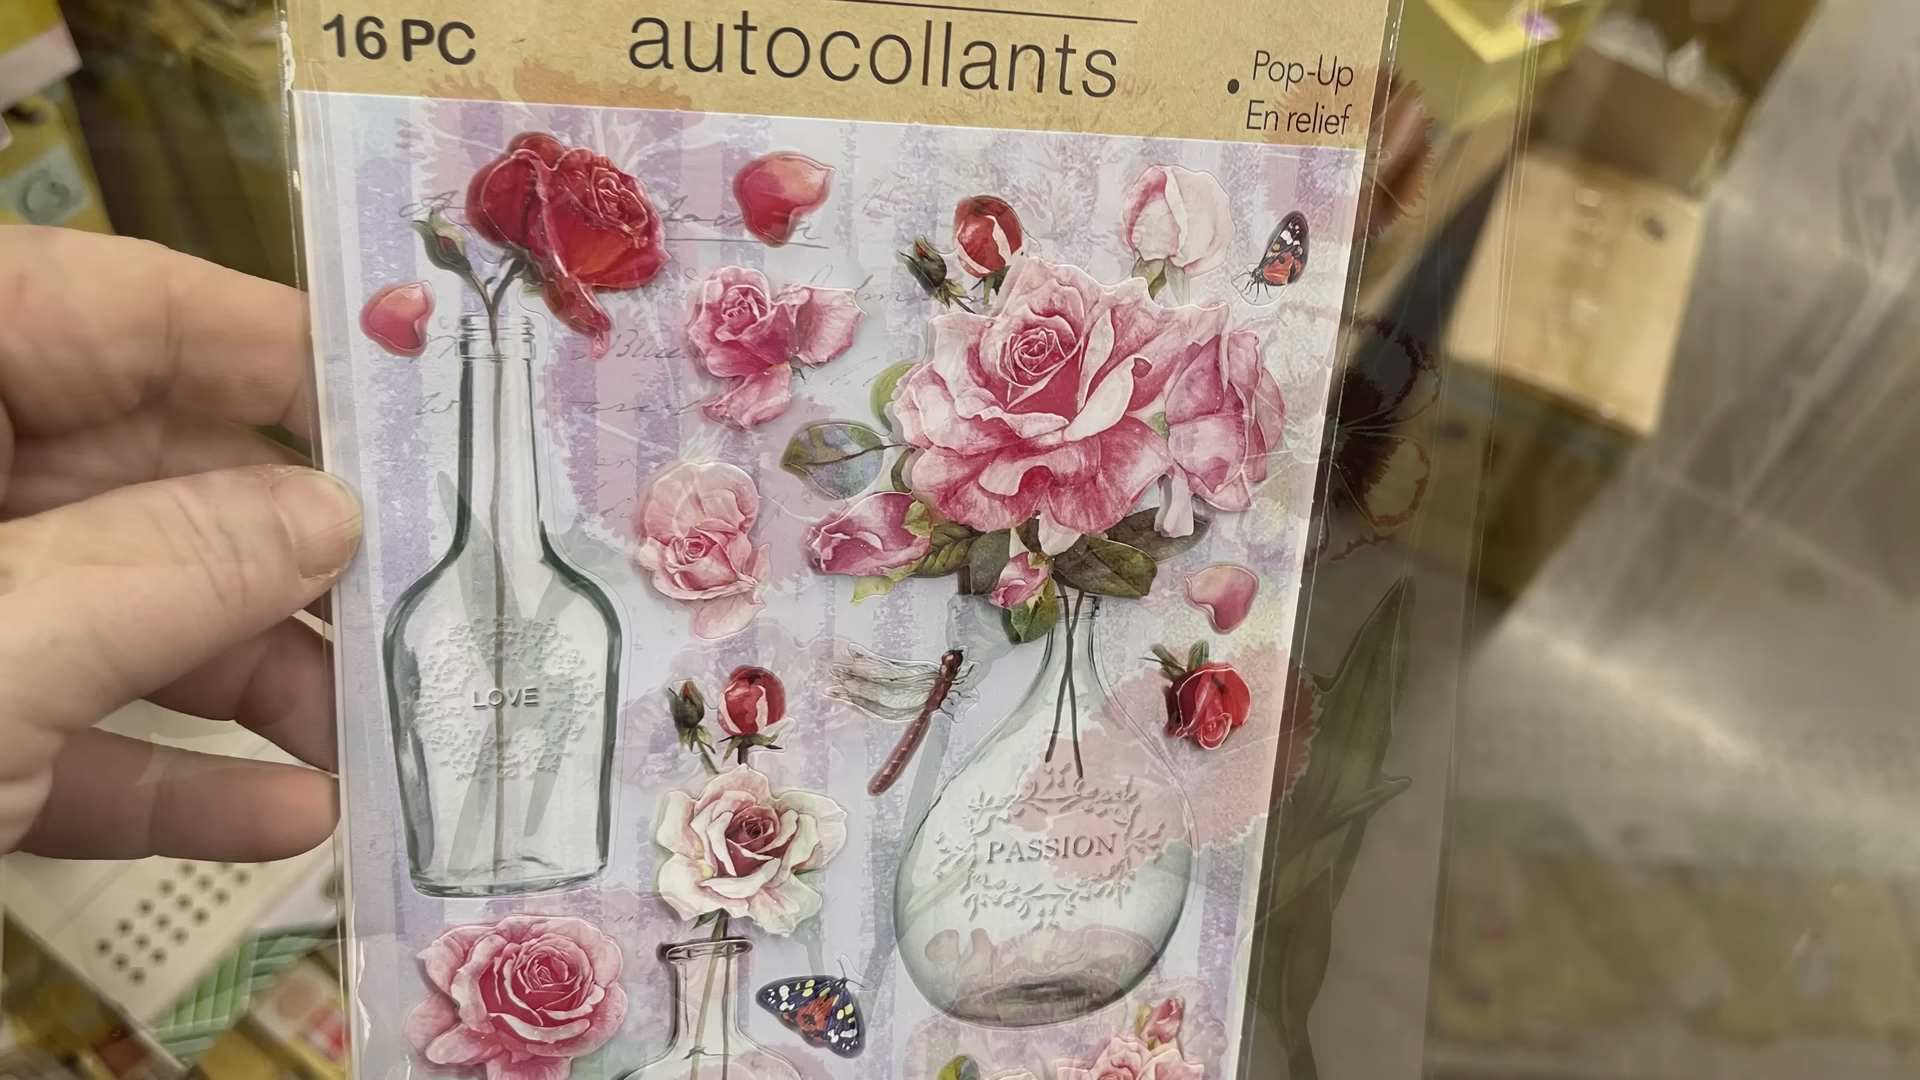 16 PC
autocollants
Pop-Up
En relief
LOVE
PASSION